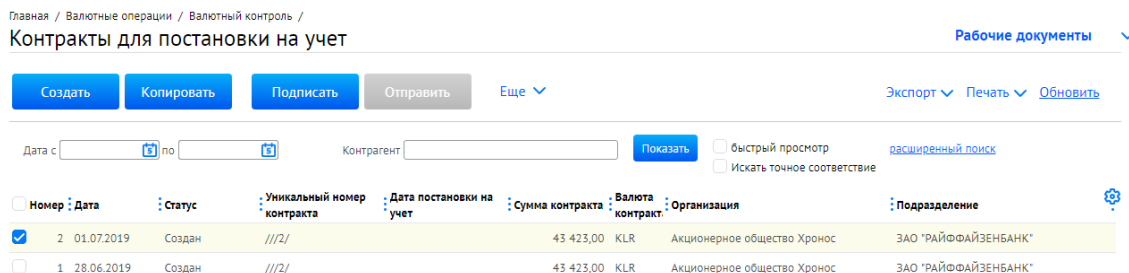 Главная / Валютные операции / Валютный контроль /
Контракты для постановки на учет
Рабочие документы
Создать Копировать Подписать Отправить Еще Экспорт Печать Обновить
Дата с по Контрагент Показать быстрый просмотр расширенный поиск
Искать точное соответствие
Номер Дата Статус Уникальный номер контракта Дата постановки на учет Сумма контракта Валюта контракт Организация Подразделение
2 01.07.2019 Создан ///2/ 43 423,00 KLR Акционерное общество Хронос ЗАО "РАЙФФАЙЗЕНБАНК"
1 28.06.2019 Создан ///2/ 43 423,00 KLR Акционерное общество Хронос ЗАО "РАЙФФАЙЗЕНБАНК"